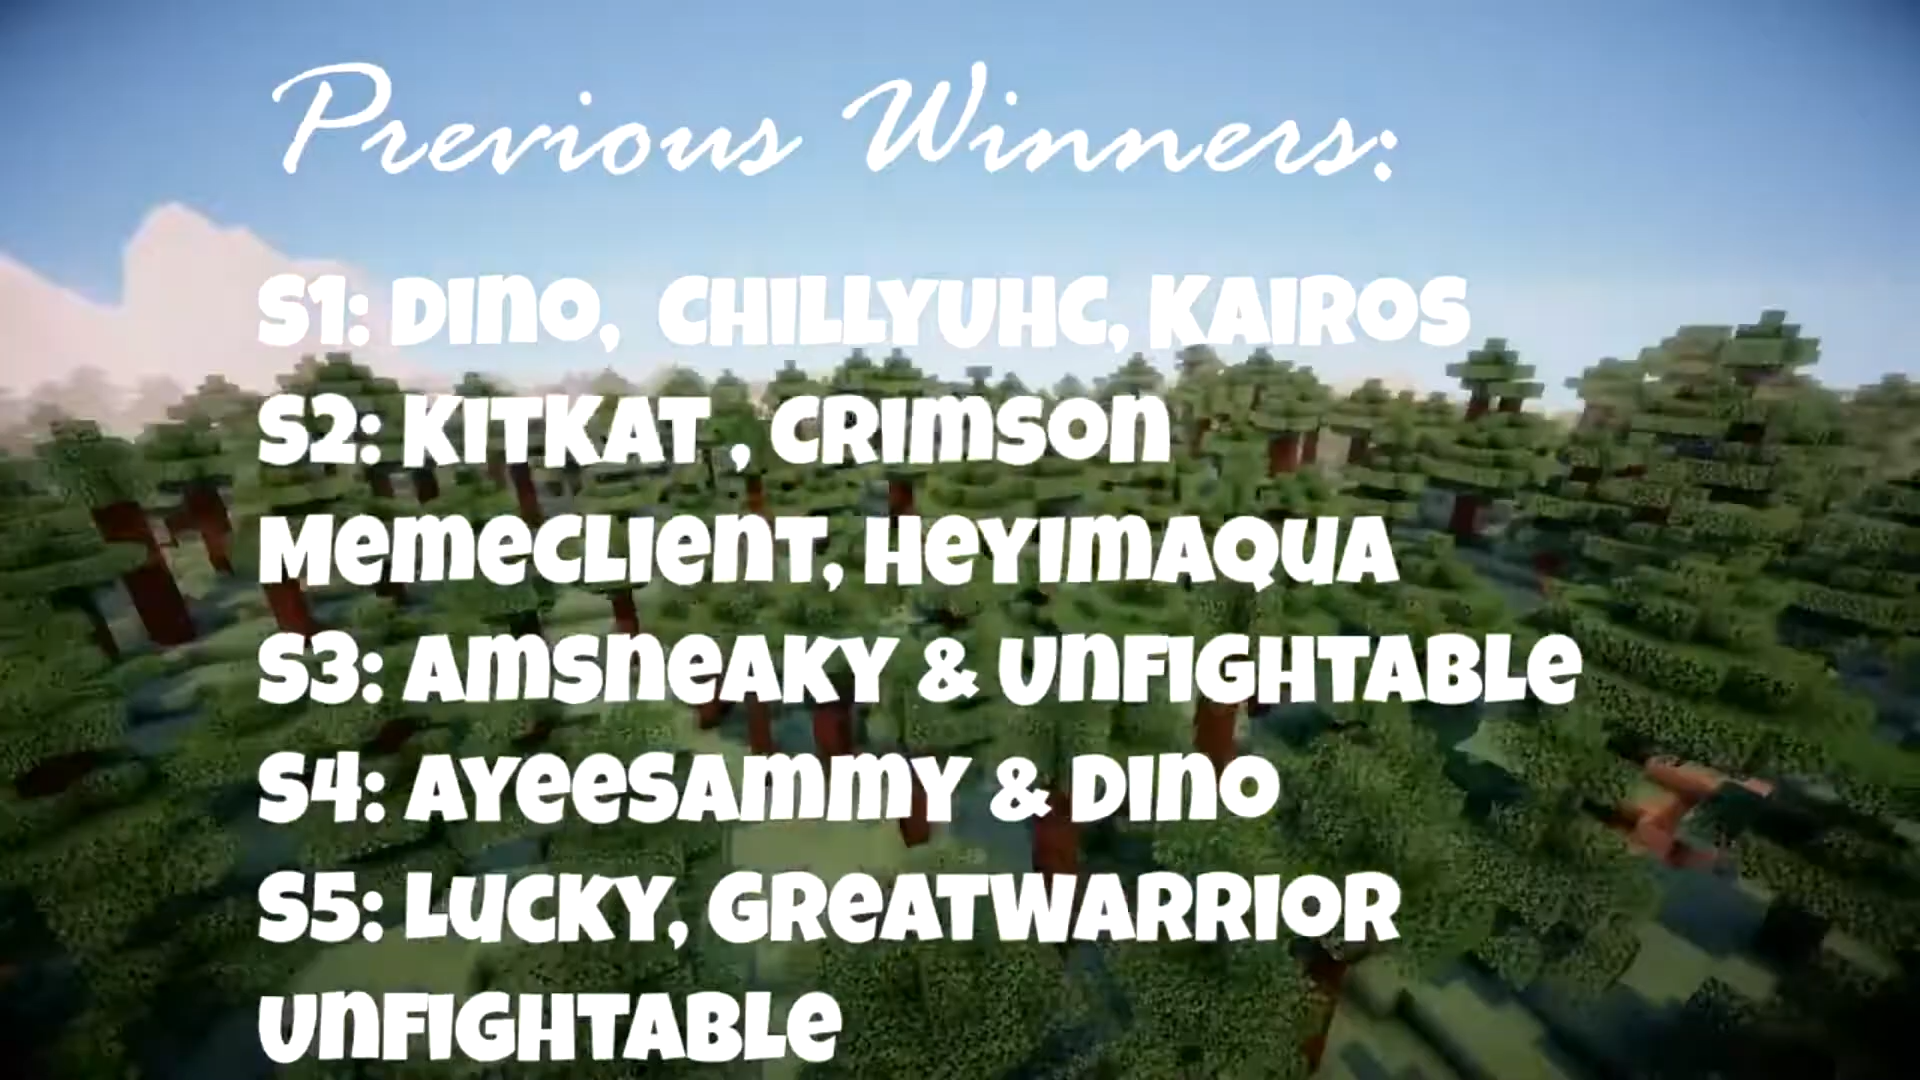 Previous Winners:
S1: Dino, ChillyUHC, Kairos
S2: KitKat , Crimson
MemeClient, HeyImAqua
S3: Amsneaky & Unfightable
S4: AyeeSammy & Dino
S5: Lucky, GreatWarrior
Unfightable